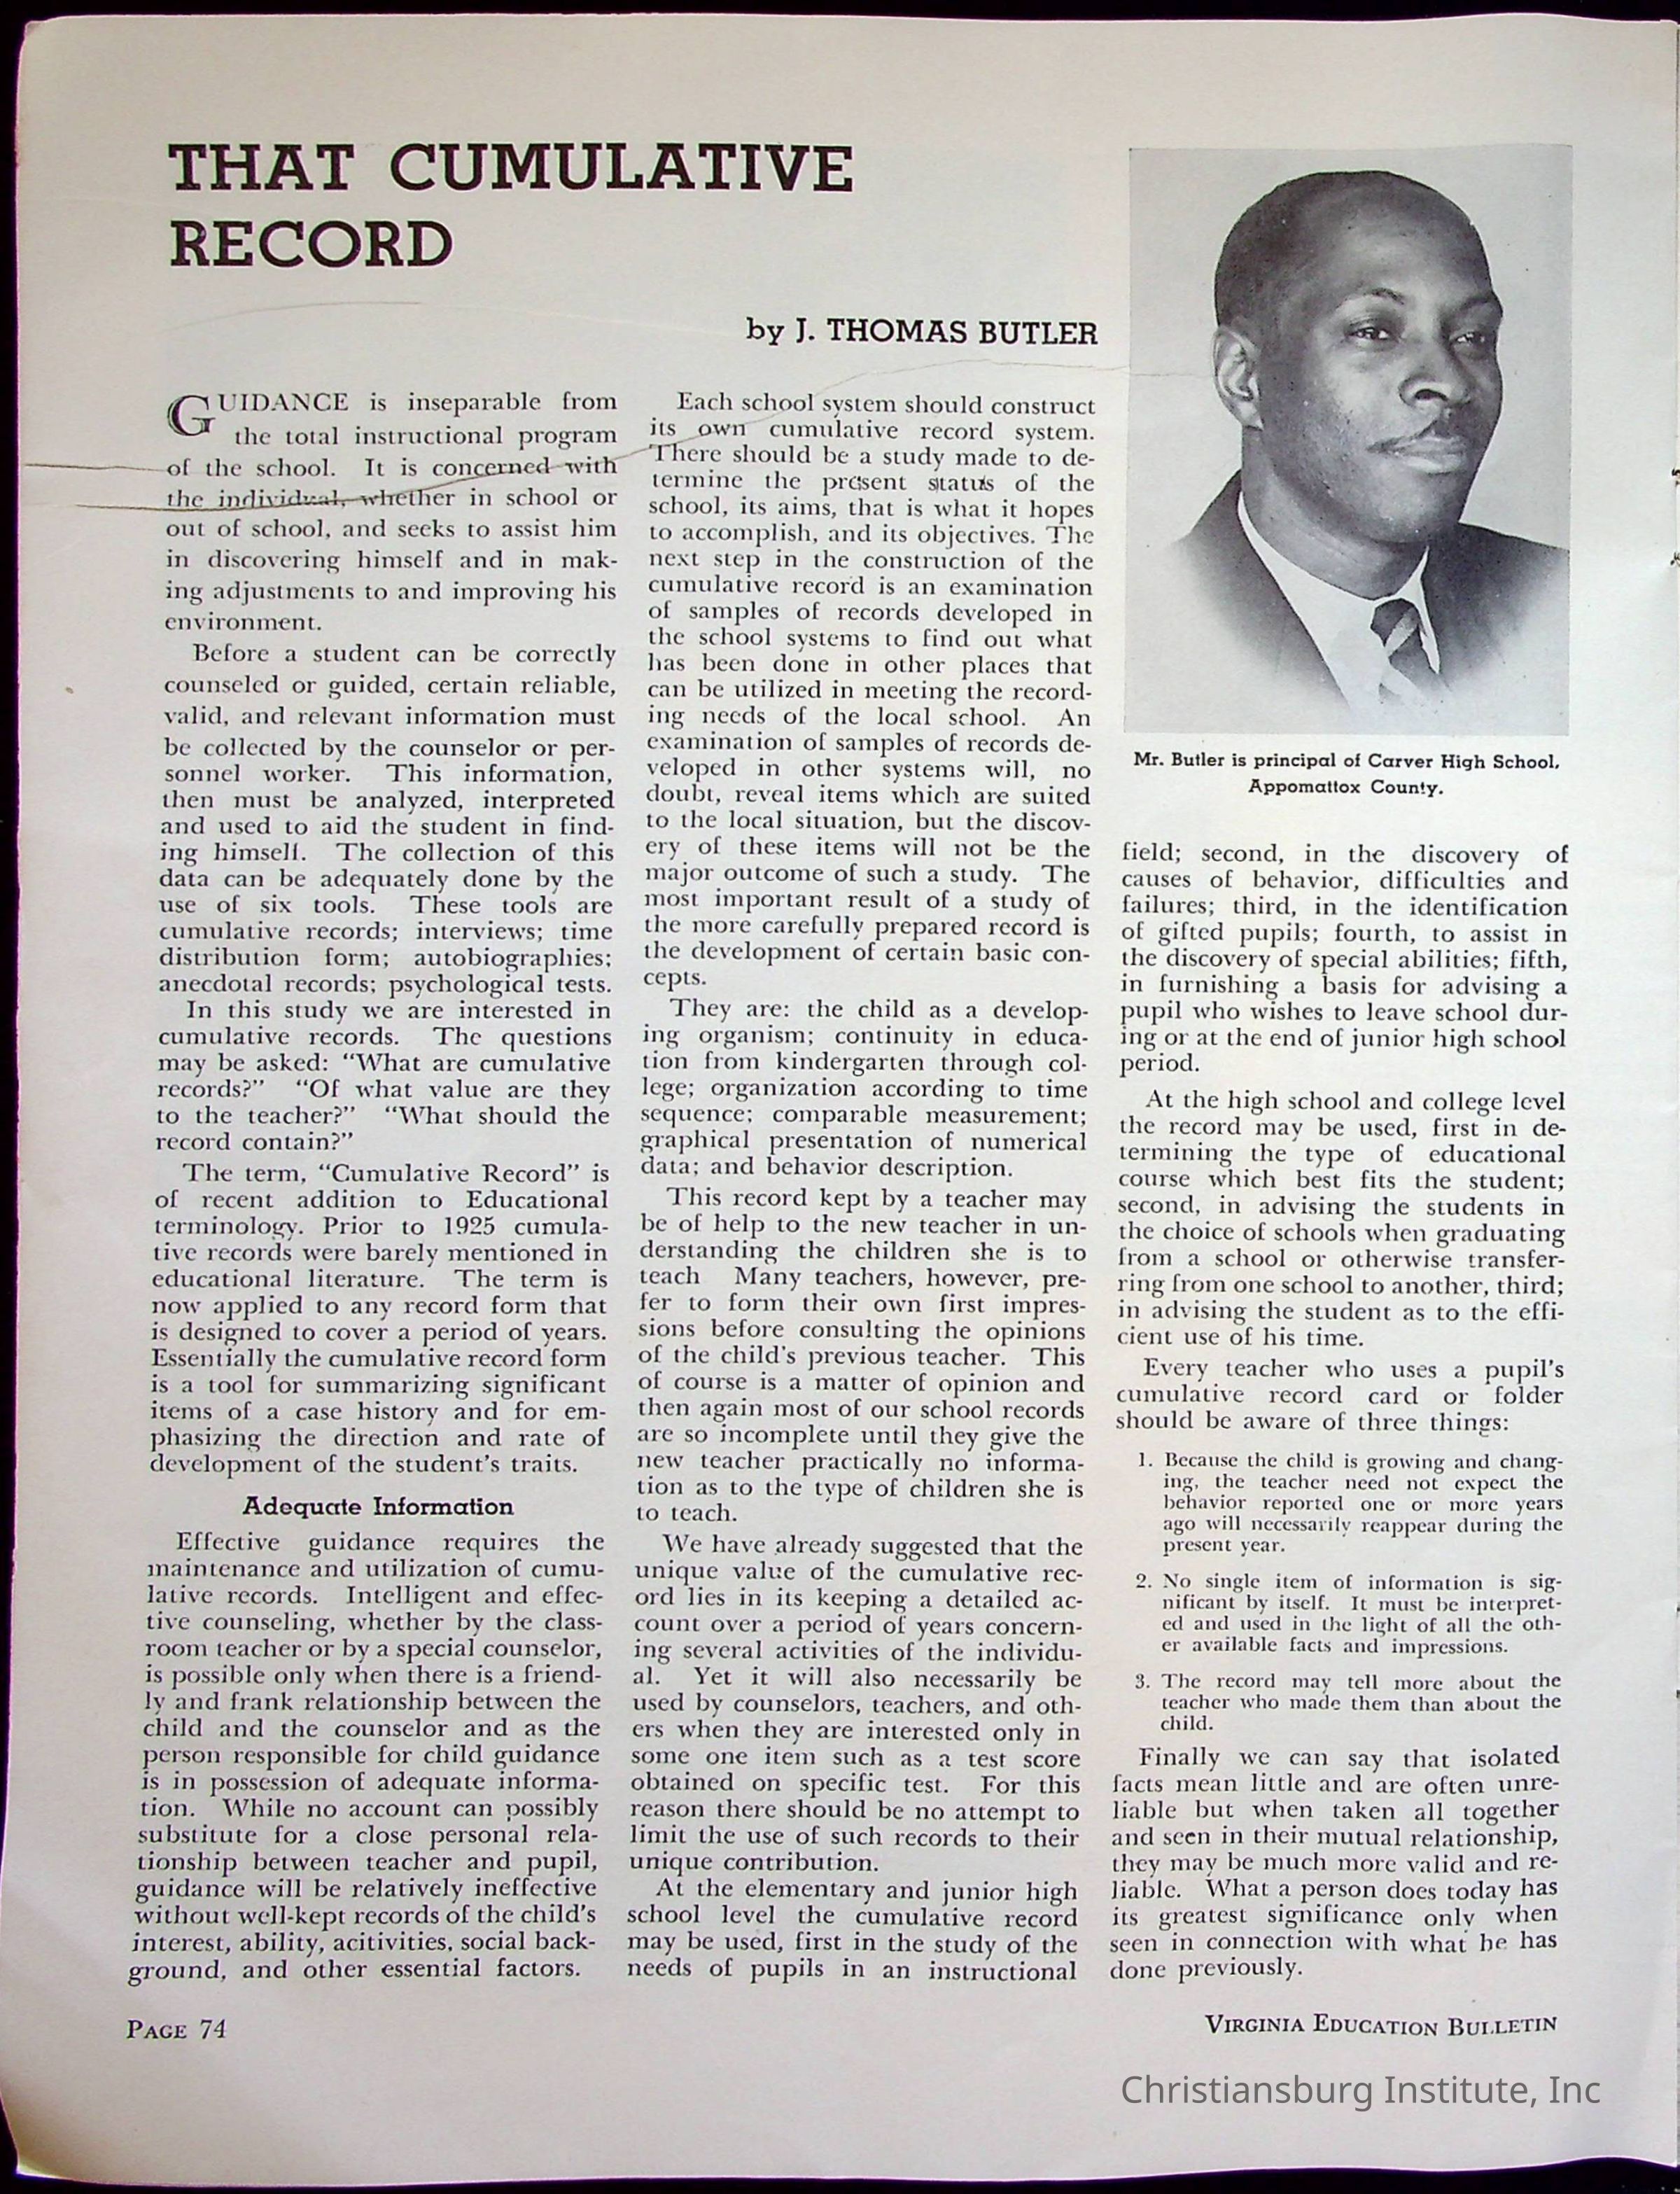 THAT CUMULATIVE
RECORD
by J. THOMAS BUTLER
GUIDANCE is inseparable from
the total instructional program
of the school. It is concerned with
the individual, whether in school or
out of school, and seeks to assist him
in discovering himself and in mak-
ing adjustments to and improving his
environment.
Before a student can be correctly
counseled or guided, certain reliable,
valid, and relevant information must
be collected by the counselor or per-
sonnel worker. This information,
then must be analyzed, interpreted
and used to aid the student in find-
ing himself. The collection of this
data can be adequately done by the
use of six tools. These tools are
cumulative records; interviews; time
distribution form; autobiographies;
anecdotal records; psychological tests.
In this study we are interested in
cumulative records. The questions
may be asked: "What are cumulative
records?" "Of what value are they
to the teacher?" "What should the
record contain?"
The term, "Cumulative Record" is
of recent addition to Educational
terminology. Prior to 1925 cumula-
tive records were barely mentioned in
educational literature. The term is
now applied to any record form that
is designed to cover a period of years.
Essentially the cumulative record form
is a tool for summarizing significant
items of a case history and for em-
phasizing the direction and rate of
development of the student's traits.
Adequate Information
Effective guidance requires the
maintenance and utilization of cumu-
lative records. Intelligent and effec-
tive counseling, whether by the class-
room teacher or by a special counselor,
is possible only when there is a friend-
ly and frank relationship between the
child and the counselor and as the
person responsible for child guidance
is in possession of adequate informa-
tion. While no account can possibly
substitute for a close personal rela-
tionship between teacher and pupil,
guidance will be relatively ineffective
without well-kept records of the child's
interest, ability, acitivities, social back-
ground, and other essential factors.
Each school system should construct
its own cumulative record system.
There should be a study made to de-
termine the present status of the
school, its aims, that is what it hopes
to accomplish, and its objectives. The
next step in the construction of the
cumulative record is an examination
of samples of records developed in
the school systems to find out what
has been done in other places that
can be utilized in meeting the record-
ing needs of the local school. An
examination of samples of records de-
veloped in other systems will, no
doubt, reveal items which are suited
to the local situation, but the discov-
ery of these items will not be the
major outcome of such a study. The
most important result of a study of
the more carefully prepared record is
the development of certain basic con-
cepts.
They are: the child as a develop-
ing organism; continuity in educa-
tion from kindergarten through col-
lege; organization according to time
sequence; comparable measurement;
graphical presentation of numerical
data; and behavior description.
This record kept by a teacher may
be of help to the new teacher in un-
derstanding the children she is to
teach Many teachers, however, pre-
fer to form their own first impres-
sions before consulting the opinions
of the child's previous teacher. This
of course is a matter of opinion and
then again most of our school records
are so incomplete until they give the
new teacher practically no informa-
tion as to the type of children she is
to teach.
We have already suggested that the
unique value of the cumulative rec-
ord lies in its keeping a detailed ac-
count over a period of years concern-
ing several activities of the individu-
al. Yet it will also necessarily be
used by counselors, teachers, and oth-
ers when they are interested only in
some one item such as a test score
obtained on specific test. For this
reason there should be no attempt to
limit the use of such records to their
unique contribution.
At the elementary and junior high
school level the cumulative record
may be used, first in the study of the
needs of pupils in an instructional
Mr. Butler is principal of Carver High School,
Appomattox County.
field; second, in the discovery of
causes of behavior, difficulties and
failures; third, in the identification
of gifted pupils; fourth, to assist in
the discovery of special abilities; fifth,
in furnishing a basis for advising a
pupil who wishes to leave school dur-
ing or at the end of junior high school
period.
At the high school and college level
the record may be used, first in de-
termining the type of educational
course which best fits the student;
second, in advising the students in
the choice of schools when graduating
from a school or otherwise transfer-
ring from one school to another, third;
in advising the student as to the effi-
cient use of his time.
Every teacher who uses a pupil's
cumulative record card or folder
should be aware of three things:
1. Because the child is growing and chang-
ing, the teacher need not expect the
behavior reported one or more years
ago will necessarily reappear during the
present year.
2. No single item of information is sig-
nificant by itself. It must be interpret-
ed and used in the light of all the oth-
er available facts and impressions.
3. The record may tell more about the
teacher who made them than about the
child.
Finally we can say that isolated
facts mean little and are often unre-
liable but when taken all together
and seen in their mutual relationship,
they may be much more valid and re-
liable. What a person does today has
its greatest significance only when
seen in connection with what he has
done previously.
PAGE 74
VIRGINIA EDUCATION BULLETIN
Christiansburg Institute, Inc